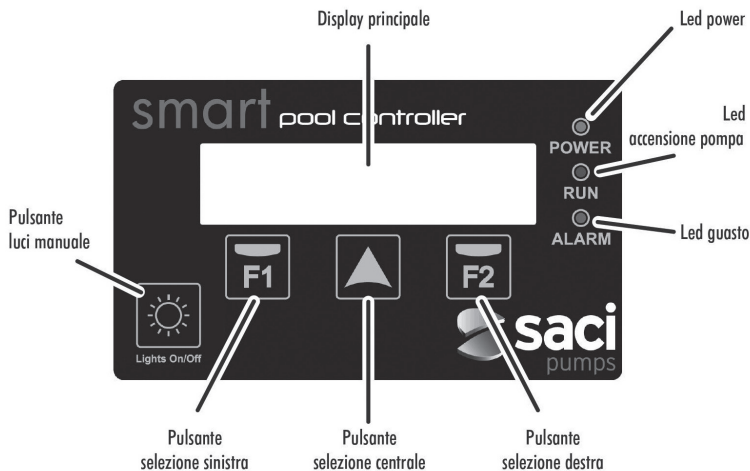 Display principale
Led power
Led
accensione pompa
smart pool controller
POWER
RUN
ALARM
Led guasto
Pulsante
luci manuale
F1
F2
Lights On/Off
saci
pumps
Pulsante
selezione sinistra
Pulsante
selezione centrale
Pulsante
selezione destra